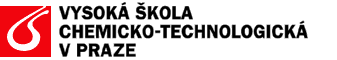 VYSOKÁ ŠKOLA
CHEMICKO-TECHNOLOGICKÁ
V PRAZE